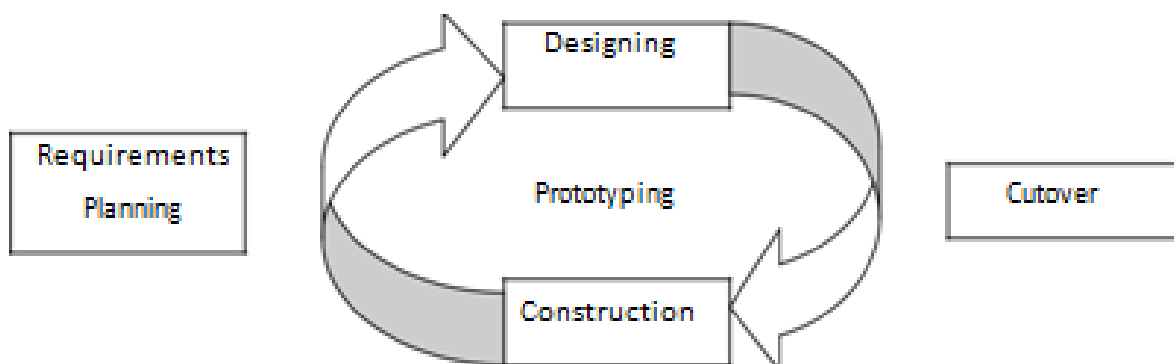 Designing
Requirements
Planning
Prototyping
Cutover
Construction